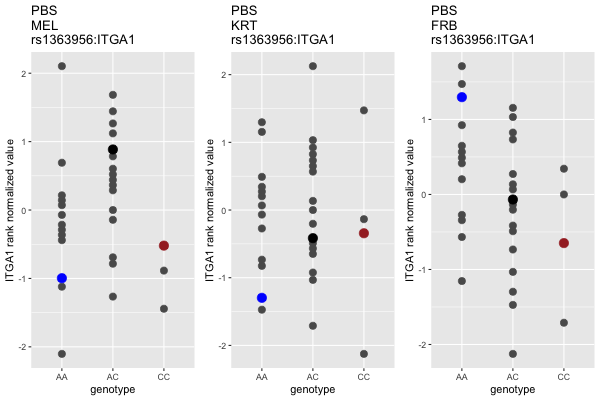 PBS
MEL
rs1363956:ITGA1
ITGA1 rank normalized value
2
1
0
-1
-2
AA AC CC
genotype
PBS
KRT
rs1363956:ITGA1
ITGA1 rank normalized value
2
1
0
-1
-2
AA AC CC
genotype
PBS
FRB
rs1363956:ITGA1
ITGA1 rank normalized value
1
0
-1
-2
AA AC CC
genotype